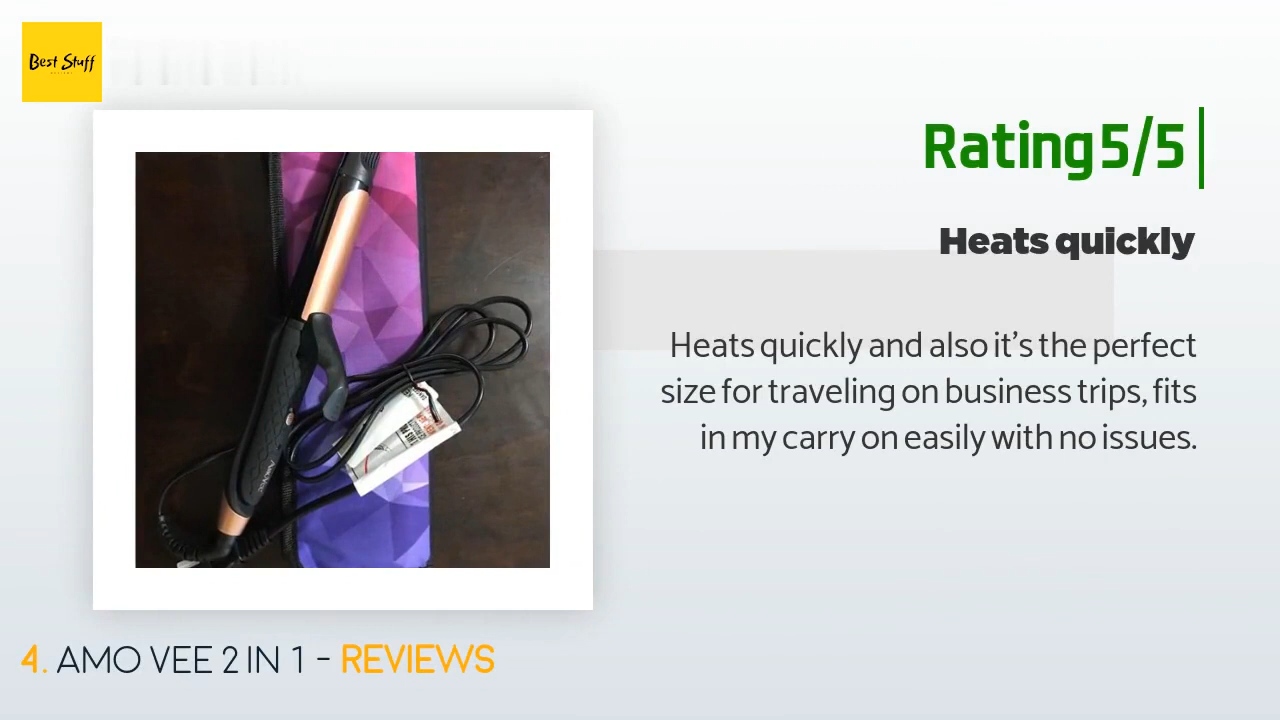 Best Stuff
Rating 5/5
Heats quickly
Heats quickly and also it's the perfect
size for traveling on business trips, fits
in my carry on easily with no issues.
4. AMO VEE 2 IN 1 - REVIEWS